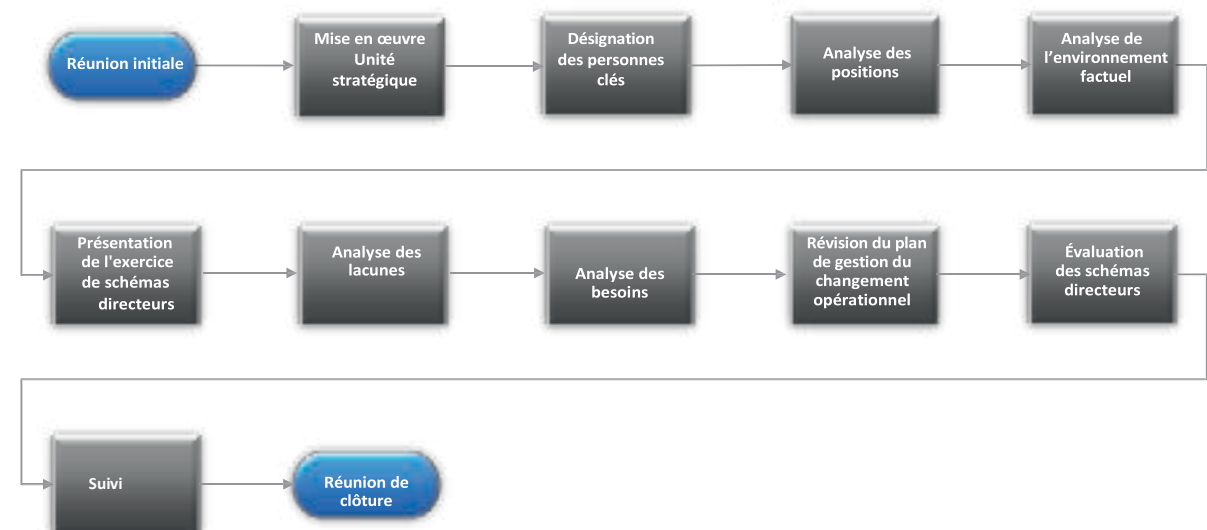 Réunion initiale
Mise en œuvre
Unité
stratégique
Désignation
des personnes
clés
Analyse des
positions
Analyse de
l’environnement
factuel
Présentation
de l'exercice
de schémas
directeurs
Analyse des
lacunes
Analyse des
besoins
Révision du plan
de gestion du
changement
opérationnel
Évaluation
des schémas
directeurs
Suivi
Réunion de
clôture